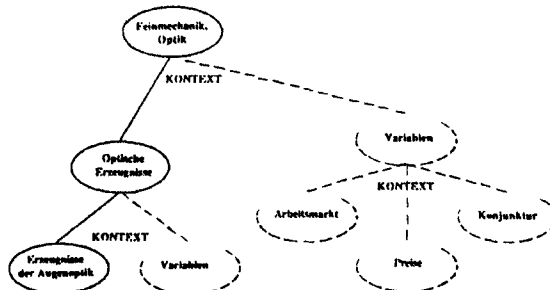 Feinmechanik,
Optik
KONTEXT
Variablen
Optische
Erzeugnisse
KONTEXT
Arbeitsmarkt
Konjunktur
KONTEXT
Erzeugnisse
der Augenoptik
Variablen
Preise